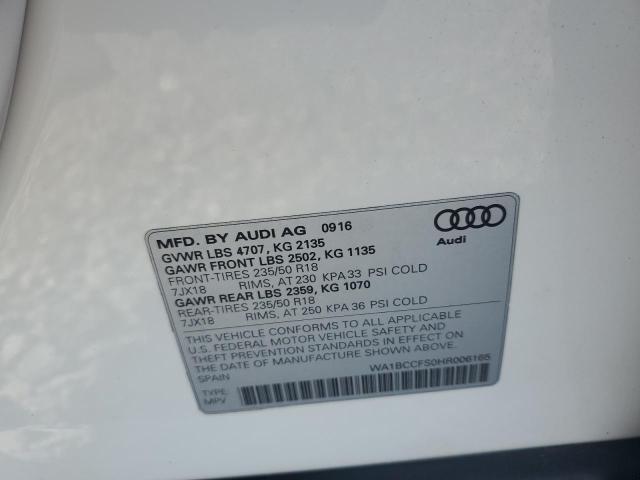 MFD. BY AUDI AG 0916
GVWR LBS 4707, KG 2135
GAWR FRONT LBS 2502, KG 1135
FRONT-TIRES 235/50 R18
7JX18 RIMS, AT 230 KPA 33 PSI COLD
GAWR REAR LBS 2359, KG 1070
REAR-TIRES 235/50 R18
7JX18 RIMS, AT 250 KPA 36 PSI COLD
THIS VEHICLE CONFORMS TO ALL APPLICABLE
U.S. FEDERAL MOTOR VEHICLE SAFETY AND
THEFT PREVENTION STANDARDS IN EFFECT ON
THE DATE OF MANUFACTURE SHOWN ABOVE.
SPAIN WA1BCCFS0HR006165
TYPE:
MPV
Audi